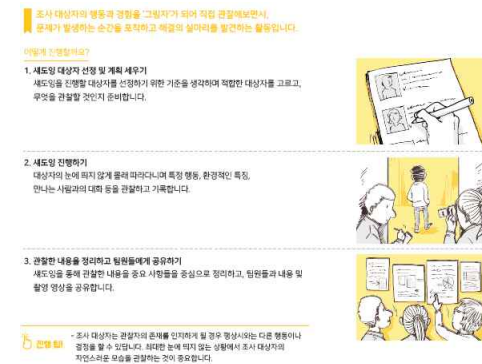 조사 대상자의 행동과 경험을 '그림자'가 되어 직접 관찰해보면서,
문제가 발생하는 순간을 포착하고 해결의 실마리를 발견하는 활동입니다.
어떻게 진행할까요?
1. 섀도잉 대상자 선정 및 계획 세우기
섀도잉을 진행할 대상자를 선정하기 위한 기준을 생각하며 적합한 대상자를 고르고,
무엇을 관찰할 것인지 준비합니다.
2. 섀도잉 진행하기
대상자의 눈에 띄지 않게 몰래 따라다니며 특정 행동, 환경적인 특징,
만나는 사람과의 대화 등을 관찰하고 기록합니다.
3. 관찰한 내용을 정리하고 팀원들에게 공유하기
섀도잉을 통해 관찰한 내용을 중요 사항들을 중심으로 정리하고, 팀원들과 내용 및
촬영 영상을 공유합니다.
진행 팁!
- 조사 대상자는 관찰자의 존재를 인지하게 될 경우 평상시와는 다른 행동이나
결정을 할 수 있답니다. 최대한 눈에 띄지 않는 상황에서 조사 대상자의
자연스러운 모습을 관찰하는 것이 중요합니다.